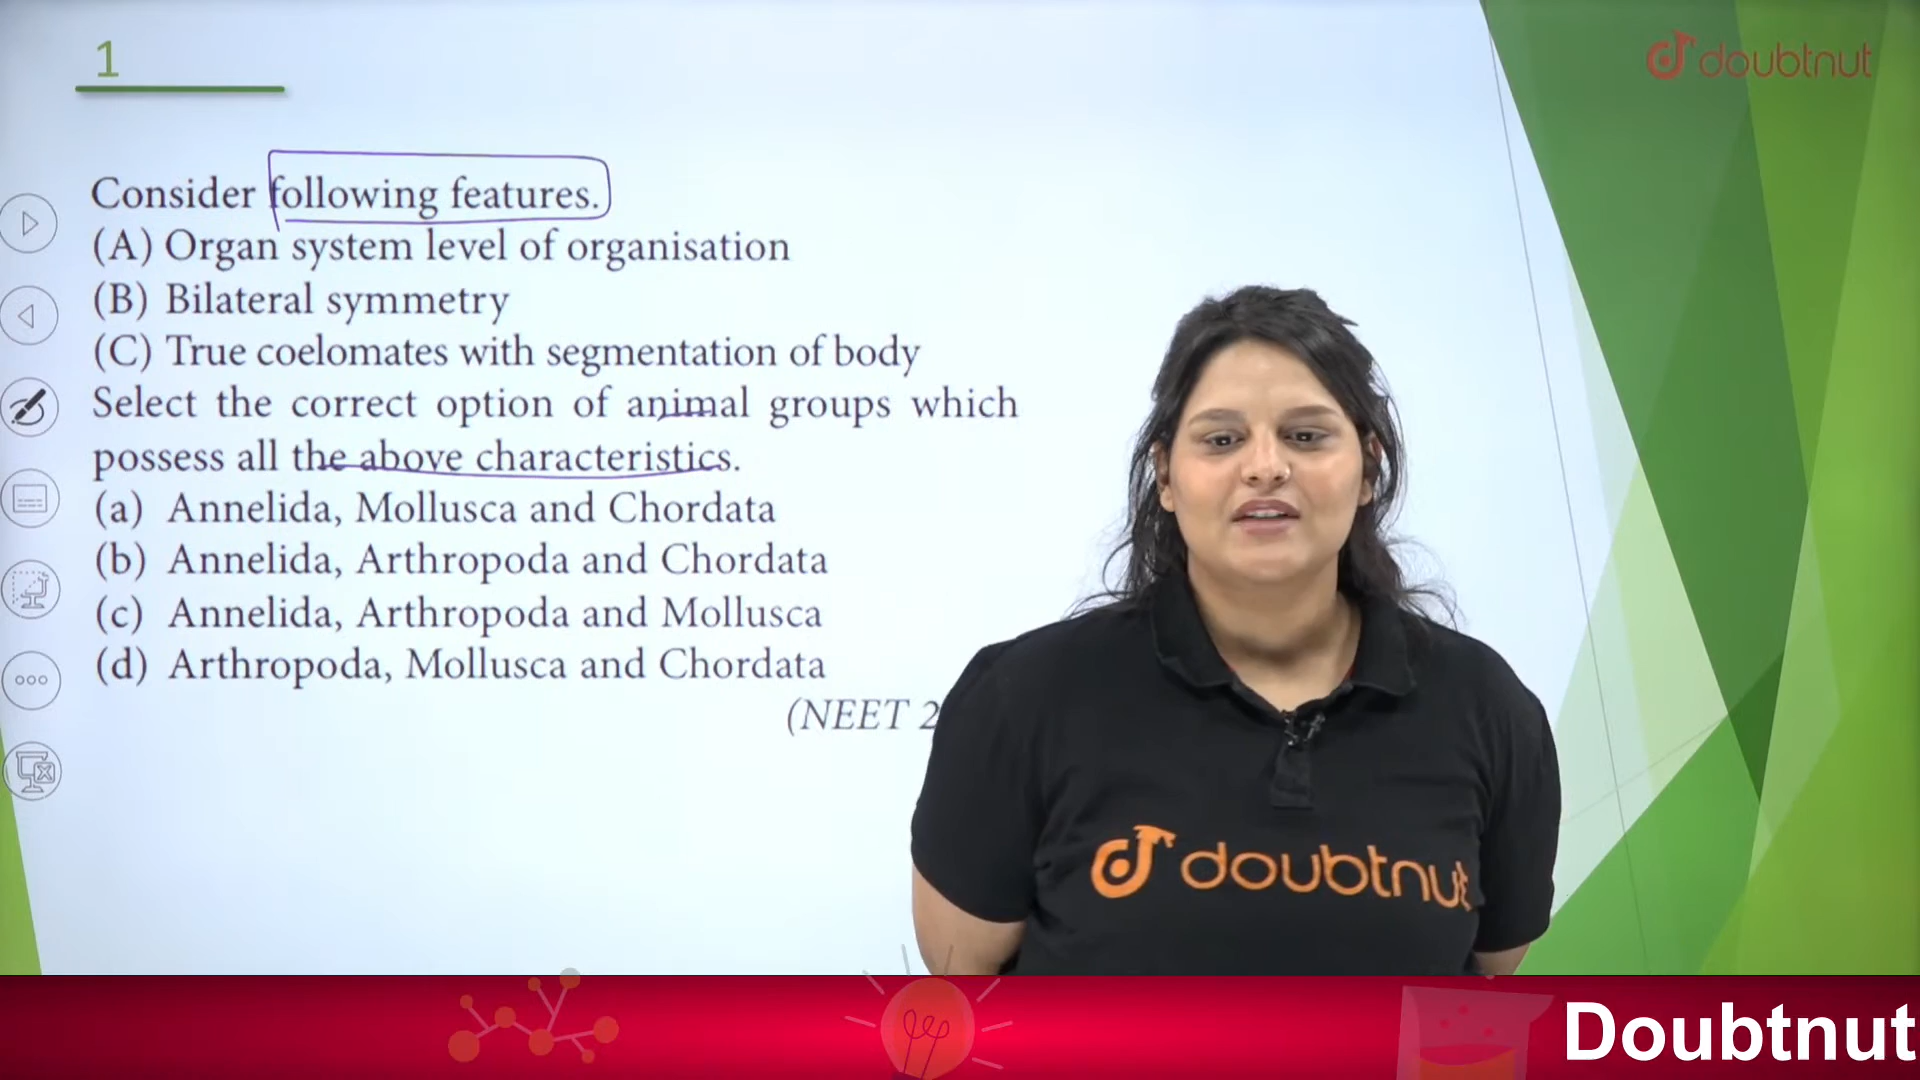 1
doubtnut
Consider following features.
(A) Organ system level of organisation
(B) Bilateral symmetry
(C) True coelomates with segmentation of body
Select the correct option of animal groups which
possess all the above characteristics.
(a) Annelida, Mollusca and Chordata
(b) Annelida, Arthropoda and Chordata
(c) Annelida, Arthropoda and Mollusca
(d) Arthropoda, Mollusca and Chordata
(NEET 2
doubtnut
Doubtnut